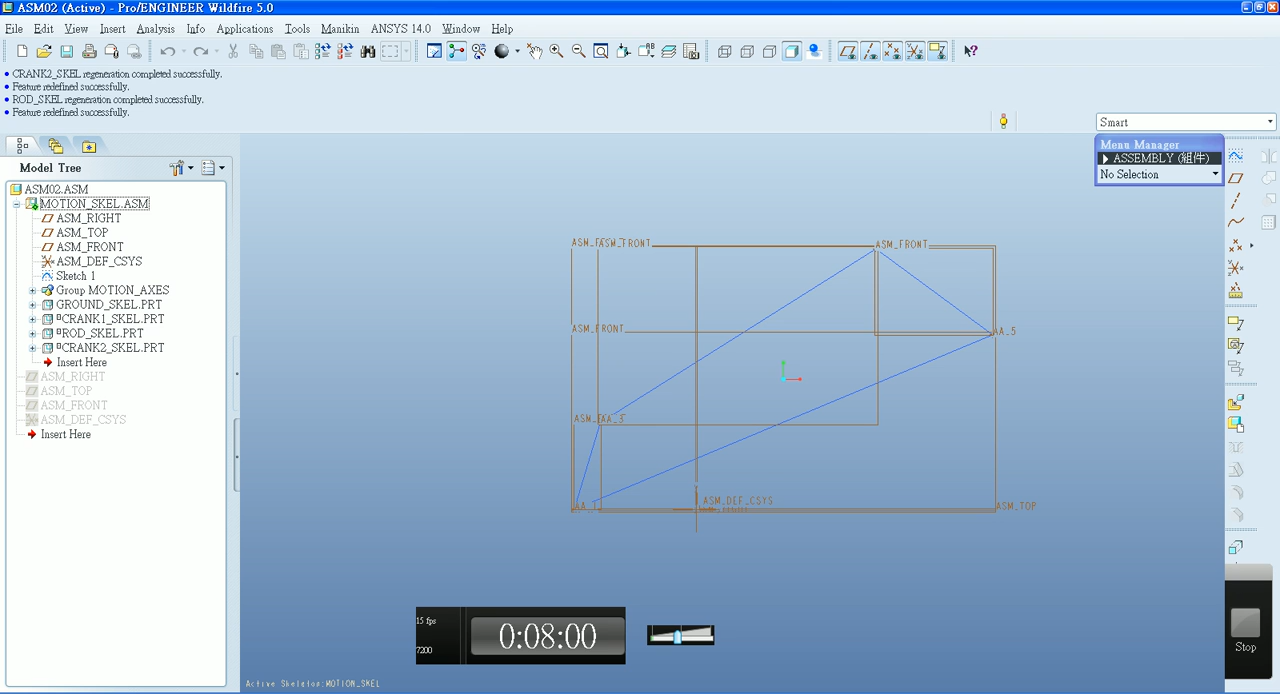 ASM02 (Active) - Pro/ENGINEER Wildfire 5.0
File Edit View Insert Analysis Info Applications Tools Manikin ANSYS 14.0 Window Help
CRANK2_SKEL regeneration completed successfully.
Feature redefined successfully.
ROD_SKEL regeneration completed successfully.
Feature redefined successfully.
Smart
Menu Manager
ASSEMBLY (組件)
No Selection
Model Tree
ASM02.ASM
MOTION_SKEL.ASM
ASM_RIGHT
ASM_TOP
ASM_FRONT
ASM_DEF_CSYS
Sketch 1
Group MOTION_AXES
GROUND_SKEL.PRT
CRANK1_SKEL.PRT
ROD_SKEL.PRT
CRANK2_SKEL.PRT
Insert Here
ASM_RIGHT
ASM_TOP
ASM_FRONT
ASM_DEF_CSYS
Insert Here
ASM_FRONT
ASM_FRONT
ASM_FRONT
AA_5
AA_3
ASM_DEF_CSYS
AA_1
ASM_TOP
15 fps
7200
0:08:00
Stop
Active Skeleton:MOTION_SKEL